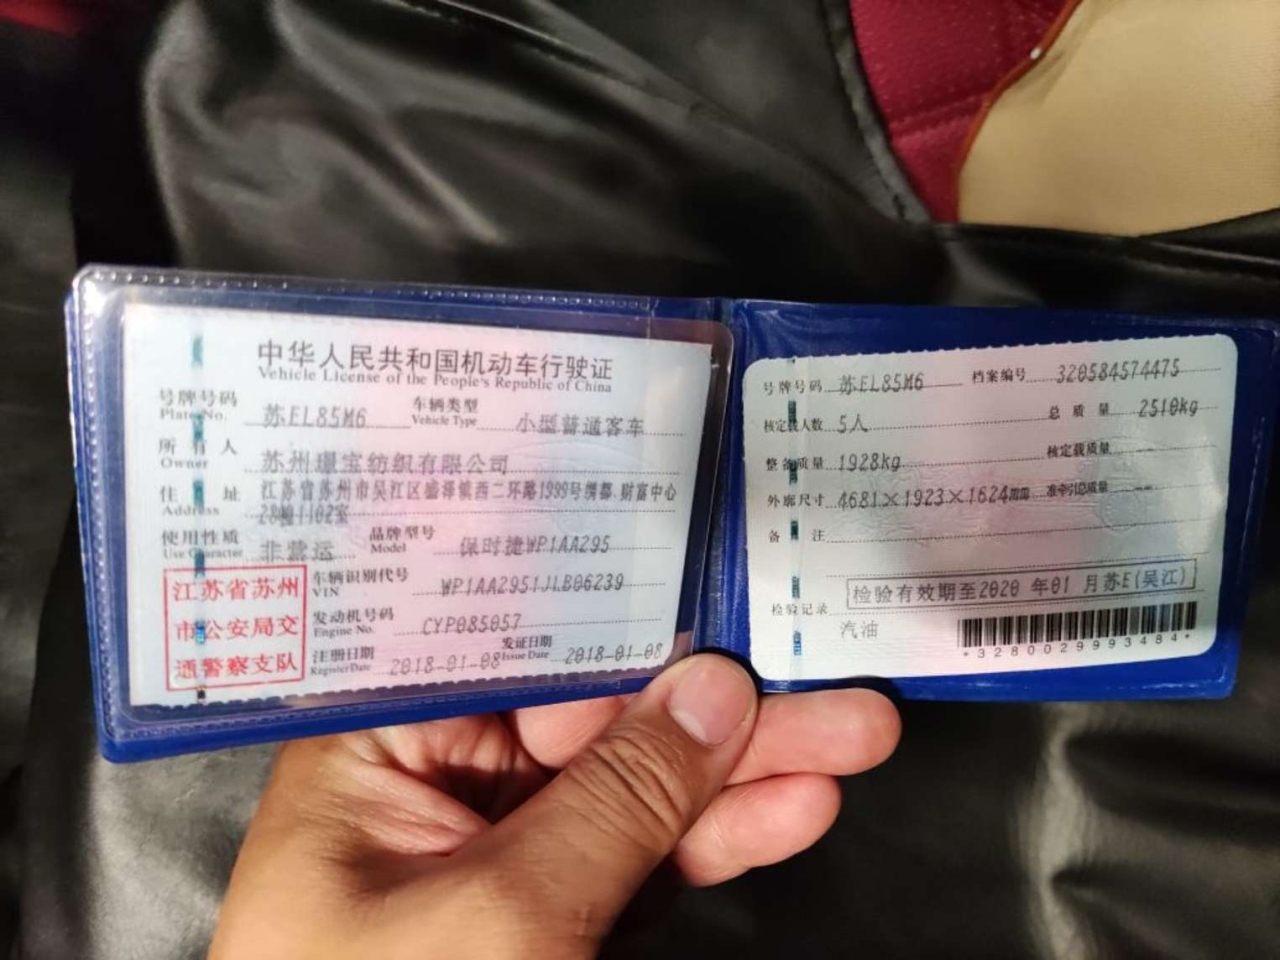 中华人民共和国机动车行驶证
Vehicle License of the People's Republic of China
号牌号码 苏EL85M6 车辆类型 小型普通客车
Plate No. Vehicle Type
所有人 苏州璟宝纺织有限公司
Owner
住址 江苏省苏州市吴江区盛泽镇西二环路1999号绸都.财富中心
Address 28幢1102室
使用性质 非营运 品牌型号 保时捷WP1AA295
Use Character Model
江苏省苏州
市公安局交
通警察支队
车辆识别代号 WP1AA2951JLB06239
VIN
发动机号码 CYP085057
Engine No.
注册日期 2018-01-08 发证日期 2018-01-08
Register Date Issue Date
号牌号码 苏EL85M6 档案编号 320584574475
核定载人数 5人 总质量 2510kg
整备质量 1928kg 核定载质量 --
外廓尺寸 4681×1923×1624mm 准牵引总质量 --
备注
检验记录 检验有效期至2020年01月苏E(吴江)
汽油
*3280029993484*